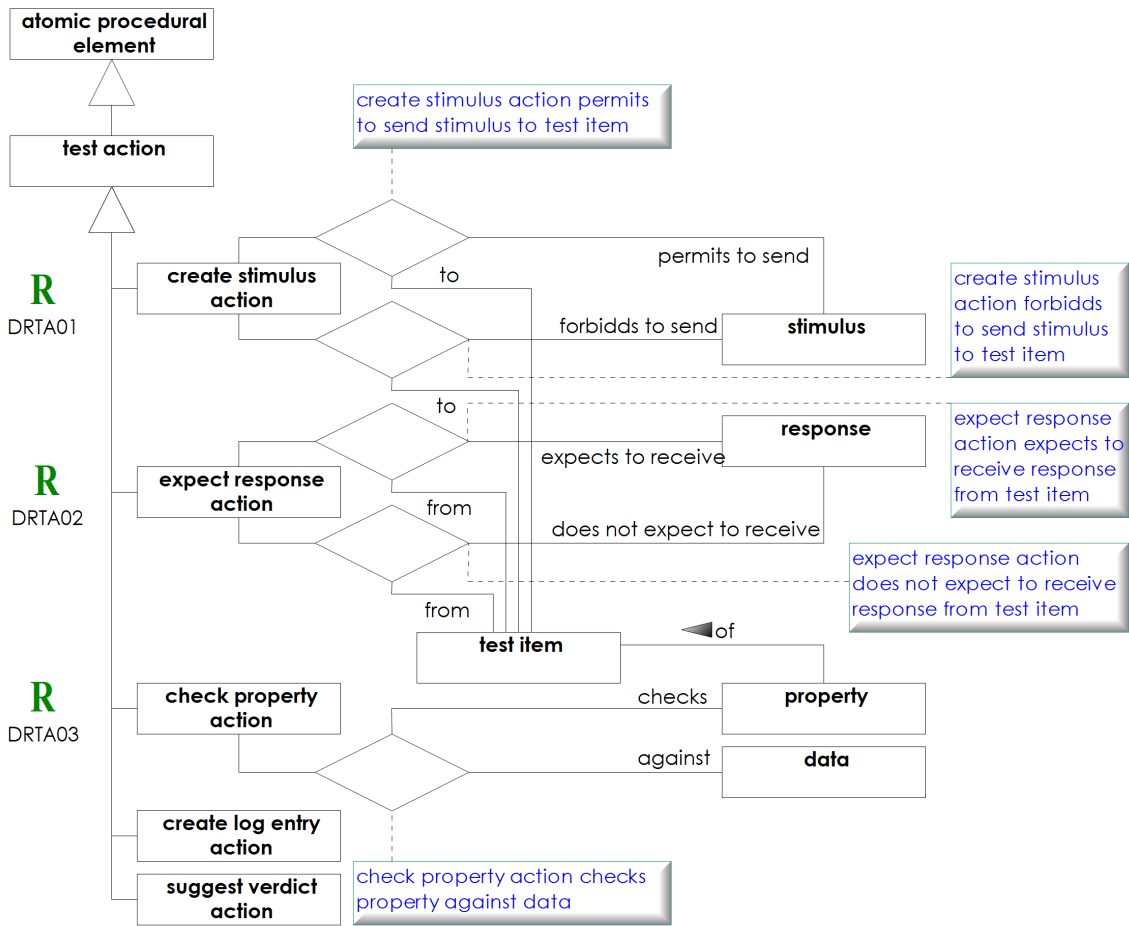 atomic procedural
element
create stimulus action permits
to send stimulus to test item
test action
permits to send
to
create stimulus
action
R
DRTA01
create stimulus
action forbidds
to send stimulus
to test item
forbidds to send
stimulus
to
response
expect response
action expects to
receive response
from test item
expects to receive
R
DRTA02
expect response
action
from
does not expect to receive
expect response action
does not expect to receive
response from test item
from
test item
of
R
DRTA03
check property
action
checks
property
against
data
create log entry
action
check property action checks
property against data
suggest verdict
action